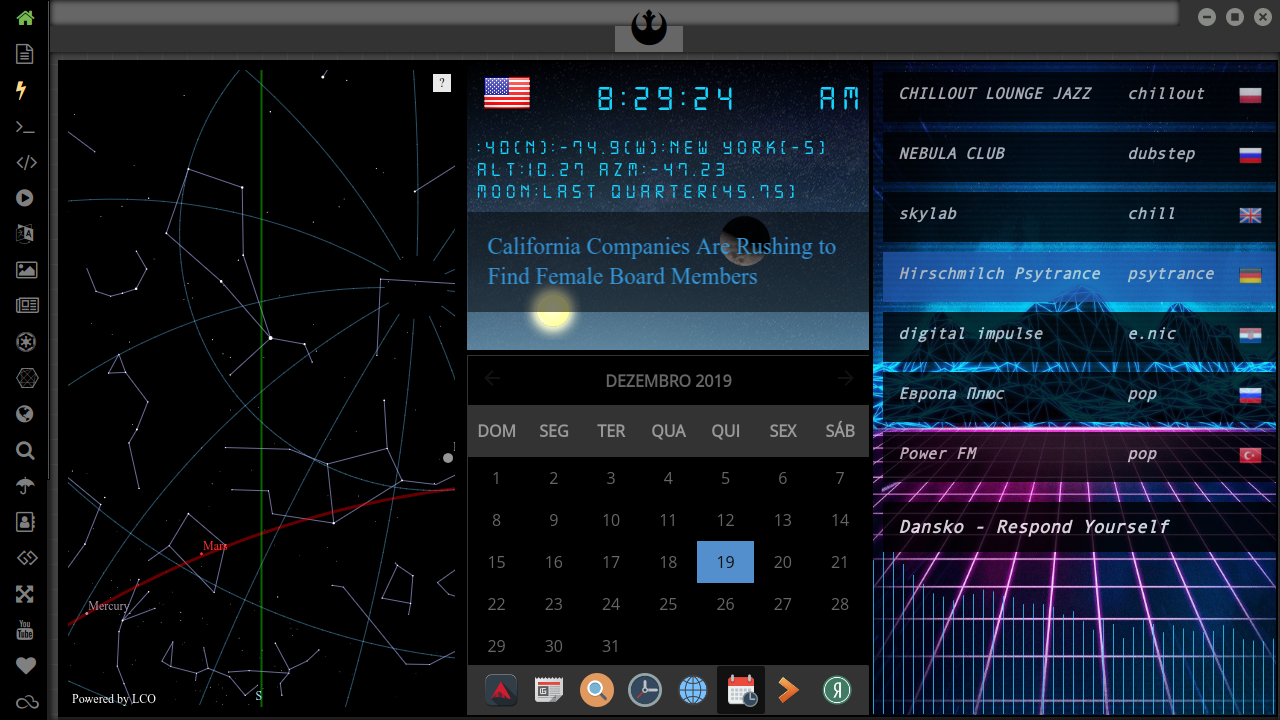 ?
Mars
Mercury
Powered by LCO
S
8:29:24 AM
:40(N):-74.9(W):NEW YORK(-5)
ALT:10.27 AZM:-47.23
MOON:LAST QUARTER(45.75)
California Companies Are Rushing to
Find Female Board Members
DEZEMBRO 2019
DOM SEG TER QUA QUI SEX SÁB
1 2 3 4 5 6 7
8 9 10 11 12 13 14
15 16 17 18 19 20 21
22 23 24 25 26 27 28
29 30 31
CHILLOUT LOUNGE JAZZ chillout
NEBULA CLUB dubstep
skylab chill
Hirschmilch Psytrance psytrance
digital impulse e.nic
Европа Плюс pop
Power FM pop
Dansko - Respond Yourself
You
Tube
Я